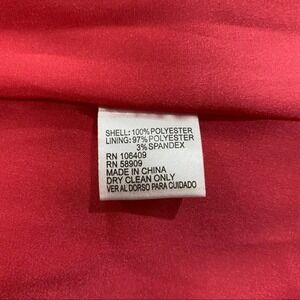 SHELL: 100% POLYESTER
LINING: 97% POLYESTER
3% SPANDEX
RN 106409
RN 58909
MADE IN CHINA
DRY CLEAN ONLY
VER AL DORSO PARA CUIDADO